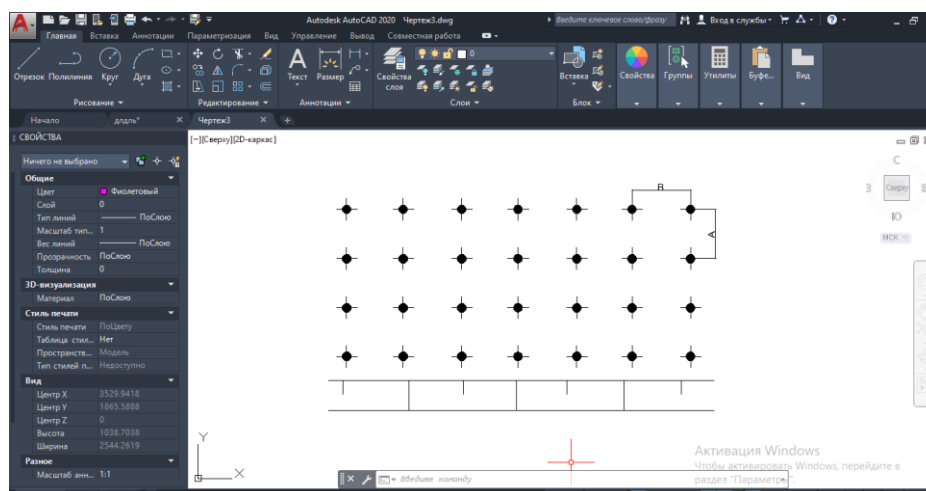 Autodesk AutoCAD 2020 Чертеж3.dwg
Введите ключевое слово/фразу
Вход в службы
Главная Вставка Аннотации Параметризация Вид Управление Вывод Совместная работа
Отрезок Полилиния Круг Дуга
Текст Размер
Свойства слоя
Вставка
Свойства Группы Утилиты Буфе... Вид
Рисование Редактирование Аннотации Слои Блок
Начало длдль* Чертеж3
СВОЙСТВА
[−][Сверху][2D-каркас]
Ничего не выбрано
Общие
Цвет Фиолетовый
Слой 0
Тип линий ПоСлою
Масштаб тип... 1
Вес линий ПоСлою
Прозрачность ПоСлою
Толщина 0
3D-визуализация
Материал ПоСлою
Стиль печати
Стиль печати ПоЦвету
Таблица стил... Нет
Пространств... Модель
Тип стилей п... Недоступно
Вид
Центр X 3529.9418
Центр Y 1865.5888
Центр Z 0
Высота 1038.7038
Ширина 2544.2619
Разное
Масштаб анн... 1:1
В
А
С
З Сверху В
Ю
МСК
Y
X
Введите команду
Активация Windows
Чтобы активировать Windows, перейдите в
раздел "Параметры".